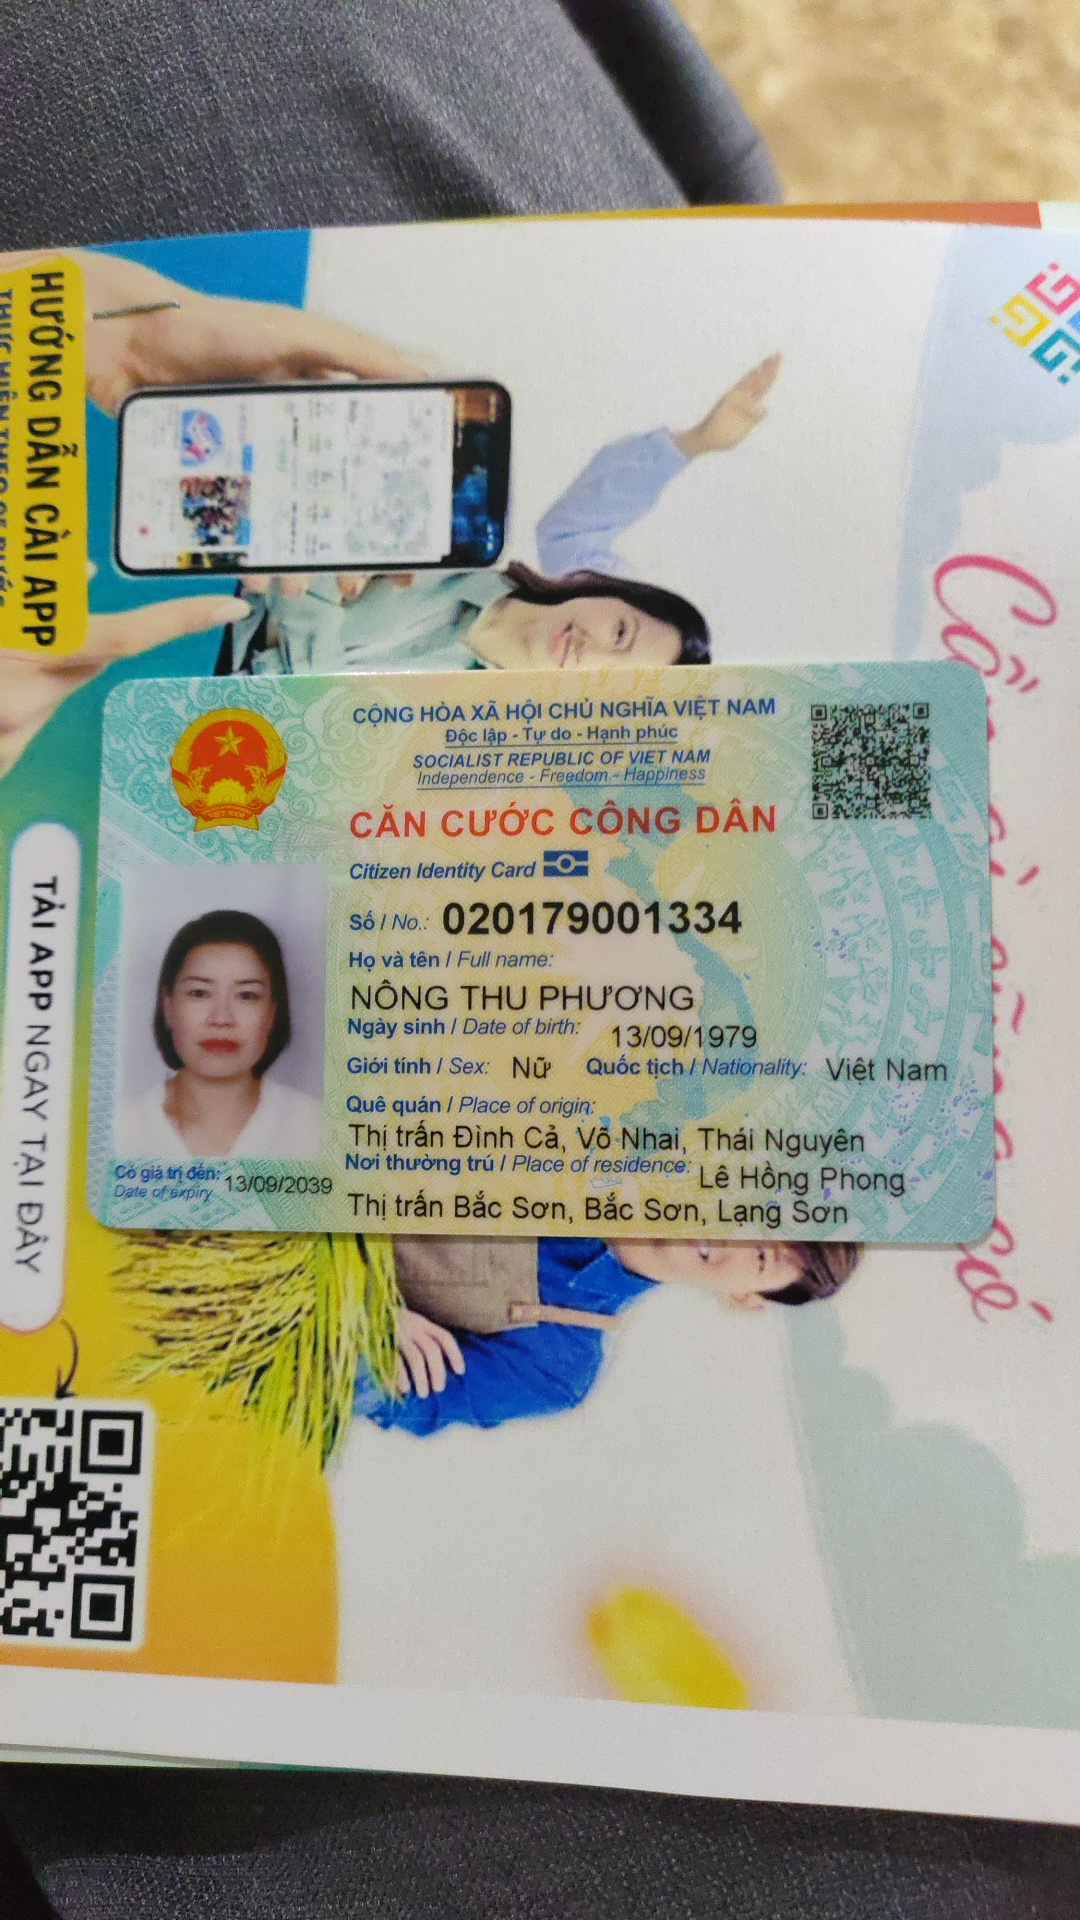 HƯỚNG DẪN CÀI APP
TẢI APP NGAY TẠI ĐÂY
CỘNG HÒA XÃ HỘI CHỦ NGHĨA VIỆT NAM
Độc lập - Tự do - Hạnh phúc
SOCIALIST REPUBLIC OF VIET NAM
Independence - Freedom - Happiness
CĂN CƯỚC CÔNG DÂN
Citizen Identity Card
Số / No.: 020179001334
Họ và tên / Full name:
NÔNG THU PHƯƠNG
Ngày sinh / Date of birth: 13/09/1979
Giới tính / Sex: Nữ Quốc tịch / Nationality: Việt Nam
Quê quán / Place of origin:
Thị trấn Đình Cả, Võ Nhai, Thái Nguyên
Nơi thường trú / Place of residence: Lê Hồng Phong
Thị trấn Bắc Sơn, Bắc Sơn, Lạng Sơn
Có giá trị đến: 13/09/2039
Date of expiry